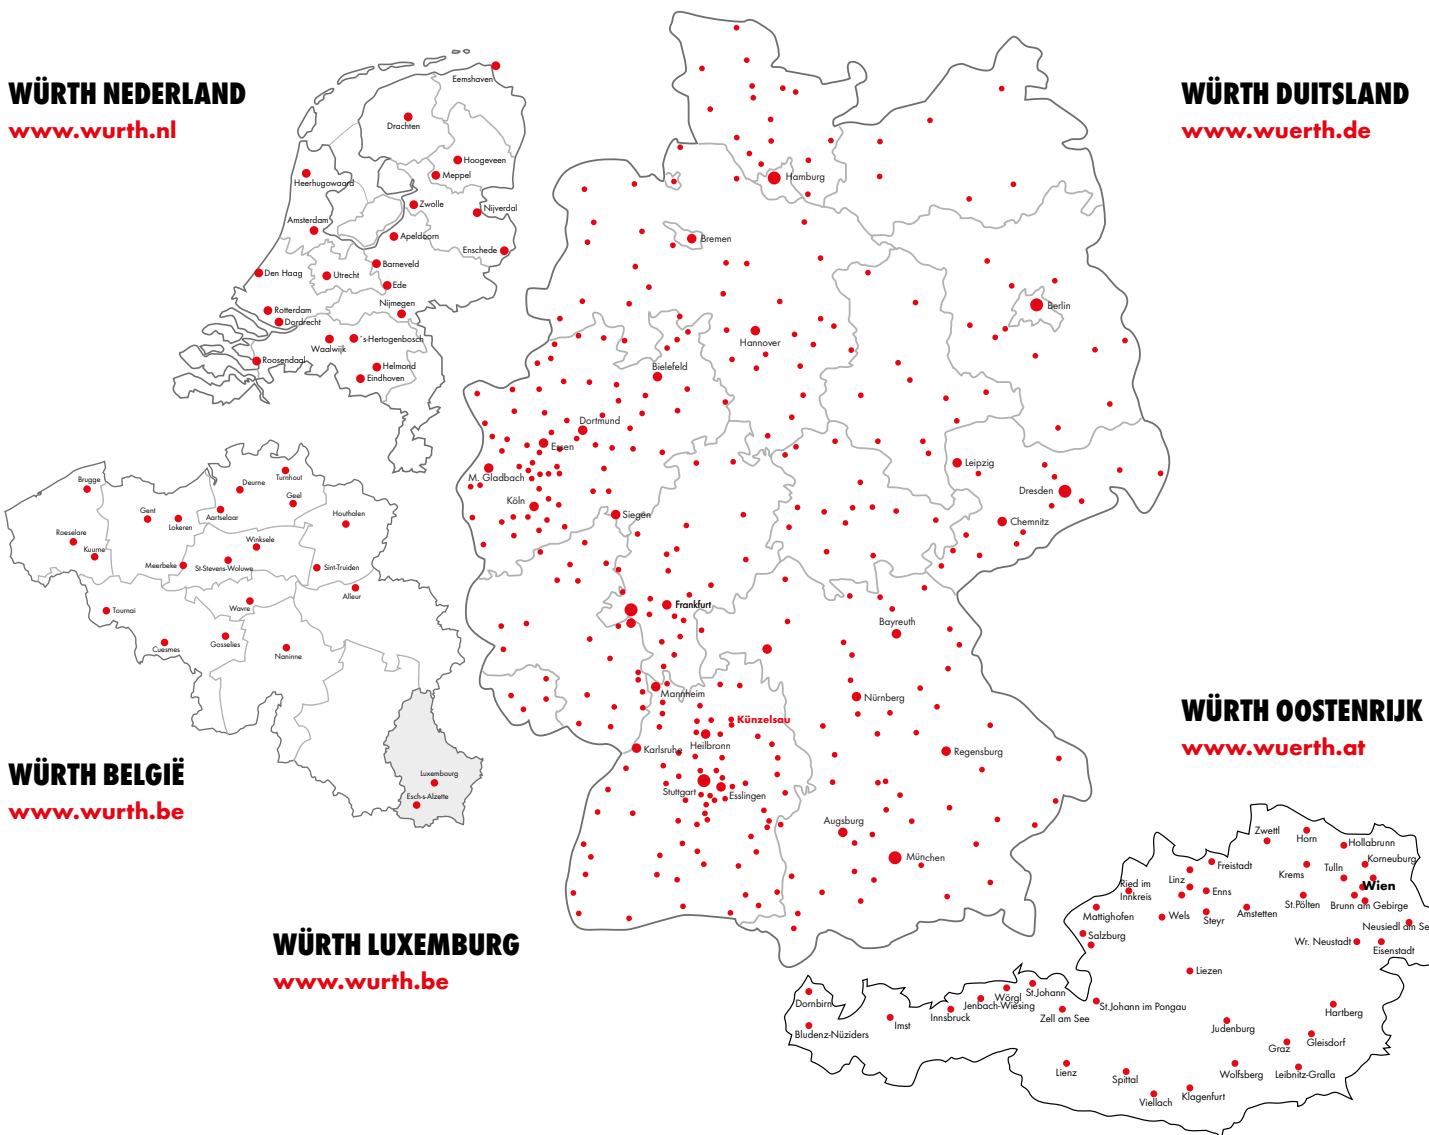 WÜRTH NEDERLAND
www.wurth.nl
Eemshaven
Drachten
Hoogeveen
Meppel
Heerhugowaard
Zwolle
Nijverdal
Amsterdam
Apeldoorn
Enschede
Barneveld
Den Haag
Utrecht
Ede
Nijmegen
Rotterdam
Dordrecht
's-Hertogenbosch
Waalwijk
Roosendaal
Helmond
Eindhoven
WÜRTH DUITSLAND
www.wuerth.de
Hamburg
Bremen
Berlin
Hannover
Bielefeld
Dortmund
Essen
M. Gladbach
Köln
Siegen
Leipzig
Dresden
Chemnitz
Frankfurt
Bayreuth
Mannheim
Nürnberg
Künzelsau
Heilbronn
Karlsruhe
Regensburg
Stuttgart
Esslingen
Augsburg
München
WÜRTH BELGIË
www.wurth.be
Brugge
Turnhout
Deurne
Geel
Gent
Lokeren
Aartselaar
Houthalen
Roeselare
Kuurne
Winksele
Meerbeke
St-Stevens-Woluwe
Sint-Truiden
Alleur
Tournai
Wavre
Cuesmes
Gosselies
Naninne
Luxembourg
Esch-s-Alzette
WÜRTH LUXEMBURG
www.wurth.be
WÜRTH OOSTENRIJK
www.wuerth.at
Zwettl
Horn
Hollabrunn
Korneuburg
Freistadt
Krems
Tulln
Linz
Ried im
Innkreis
Enns
Wien
St.Pölten
Brunn am Gebirge
Mattighofen
Wels
Steyr
Amstetten
Neusiedl am See
Salzburg
Wr. Neustadt
Eisenstadt
Liezen
Dornbirn
Wörgl
St.Johann
Jenbach-Wiesing
St.Johann im Pongau
Hartberg
Bludenz-Nüziders
Imst
Innsbruck
Zell am See
Judenburg
Gleisdorf
Graz
Lienz
Spittal
Wolfsberg
Leibnitz-Gralla
Viellach
Klagenfurt